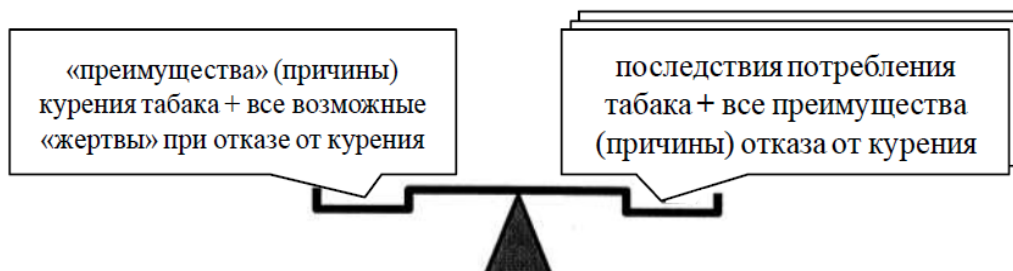 «преимущества» (причины)
курения табака + все возможные
«жертвы» при отказе от курения
последствия потребления
табака + все преимущества
(причины) отказа от курения